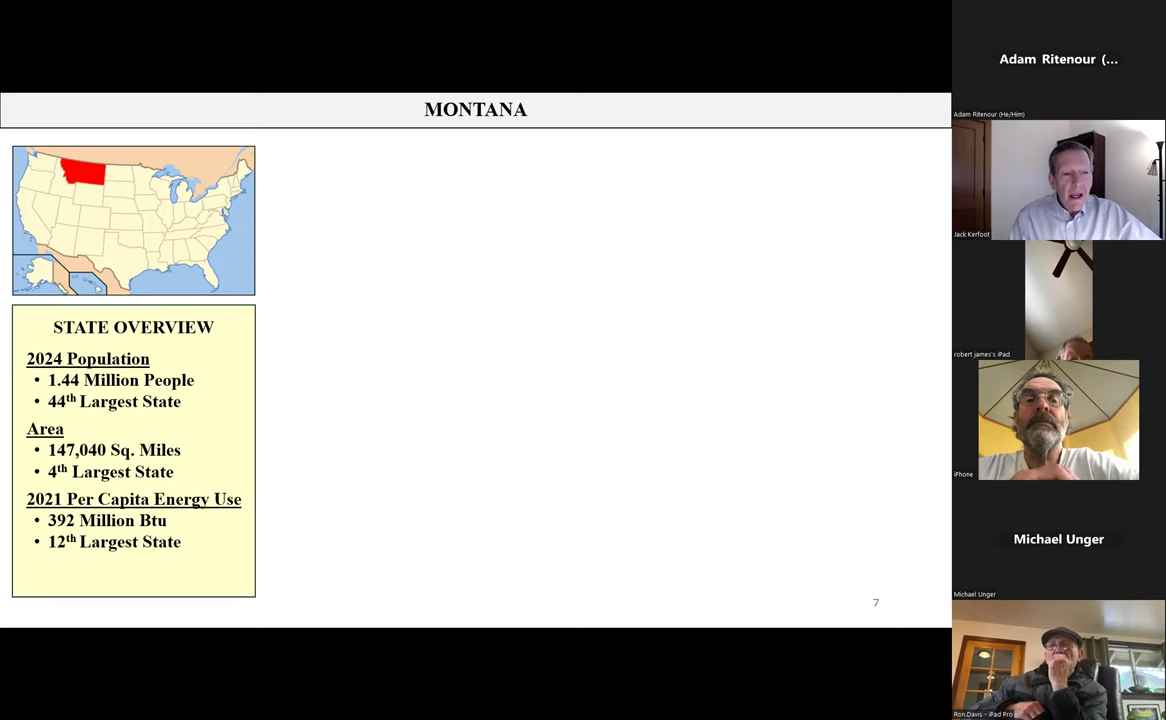 MONTANA
STATE OVERVIEW
2024 Population
• 1.44 Million People
• 44th Largest State
Area
• 147,040 Sq. Miles
• 4th Largest State
2021 Per Capita Energy Use
• 392 Million Btu
• 12th Largest State
7
Adam Ritenour (...
Adam Ritenour (He/Him)
Jack Kerfoot
robert james's iPad
iPhone
Michael Unger
Michael Unger
Ron Davis - iPad Pro